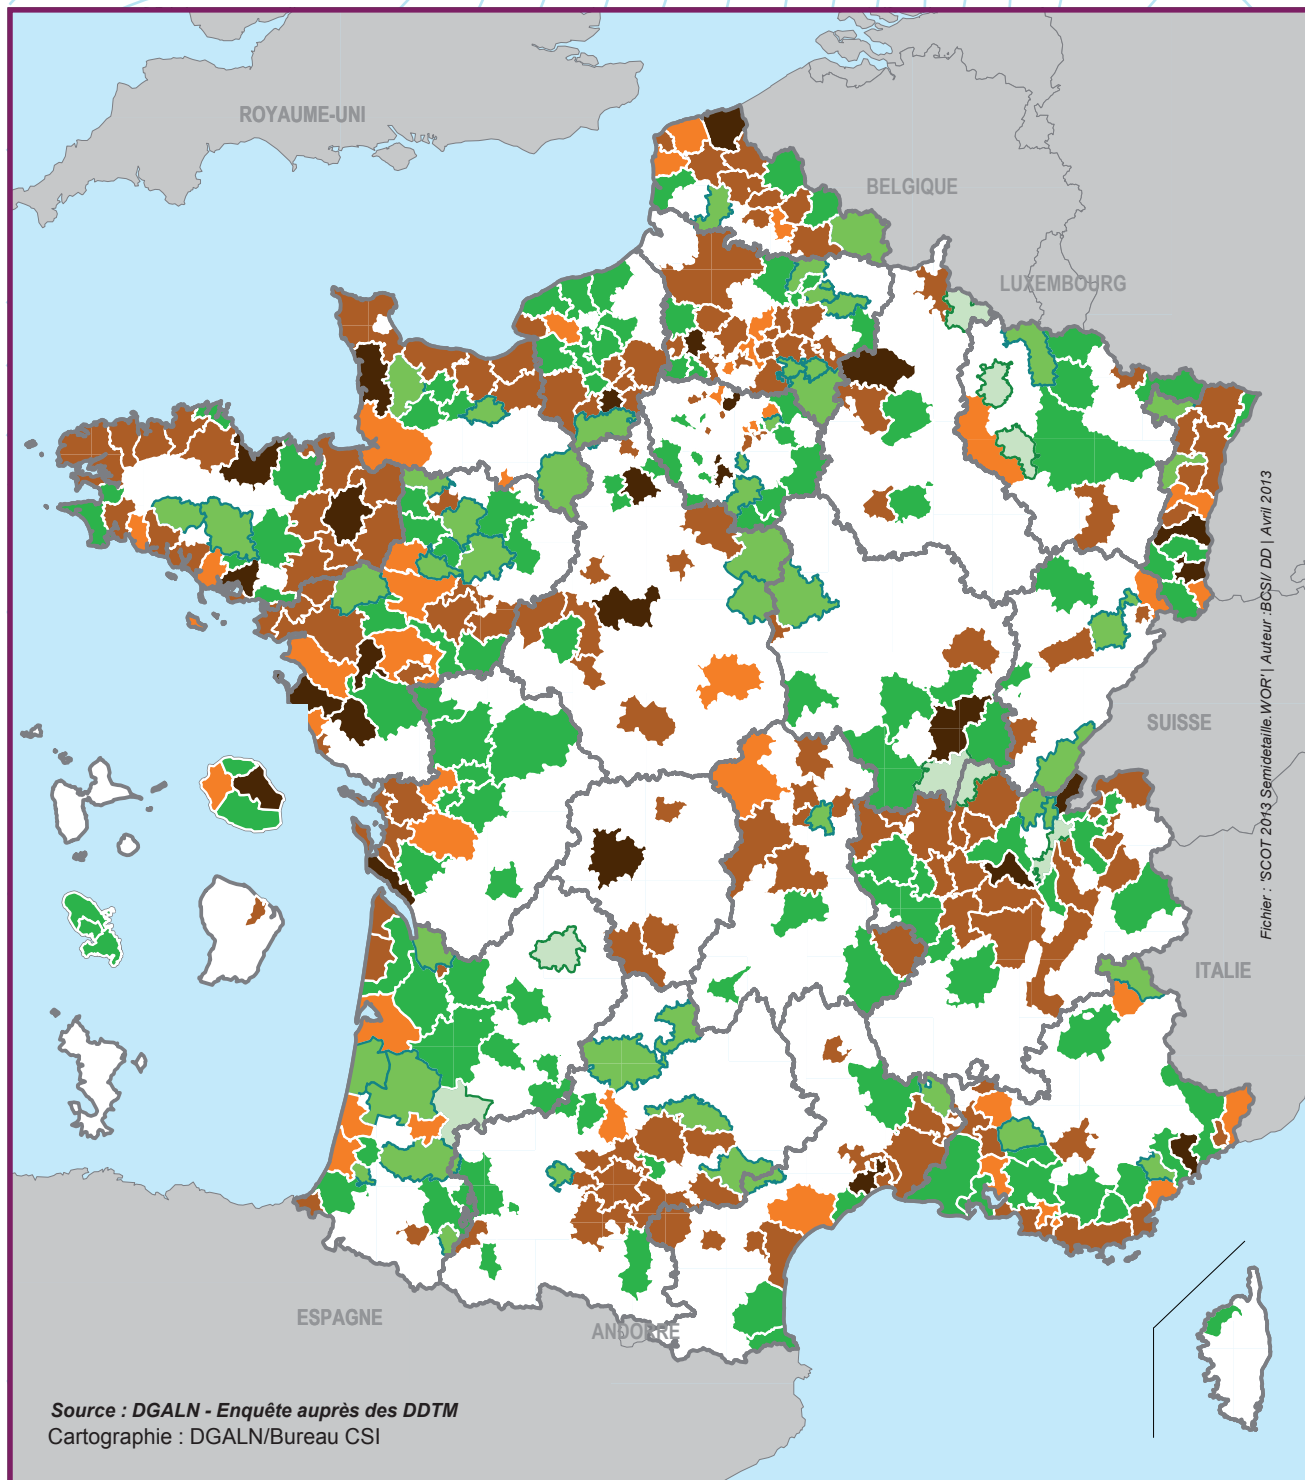 ROYAUME-UNI
BELGIQUE
LUXEMBOURG
Fichier : 'SCOT 2013 Semidetaille.WOR' | Auteur :BCSI/ DD | Avril 2013
SUISSE
ITALIE
ESPAGNE
ANDORRE
Source : DGALN - Enquête auprès des DDTM
Cartographie : DGALN/Bureau CSI